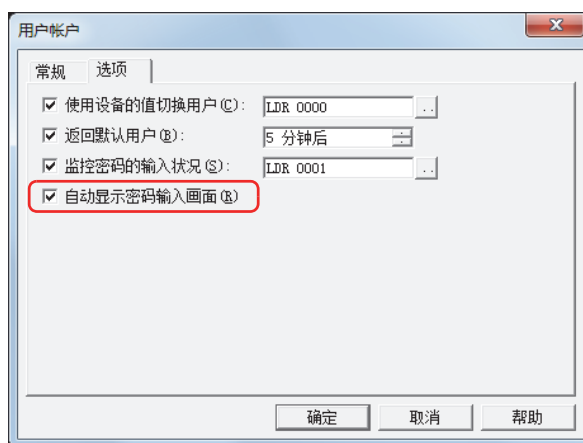 用户帐户
常规 选项
使用设备的值切换用户(C): LDR 0000 ..
返回默认用户(B): 5 分钟后
监控密码的输入状况(S): LDR 0001 ..
自动显示密码输入画面(R)
确定 取消 帮助